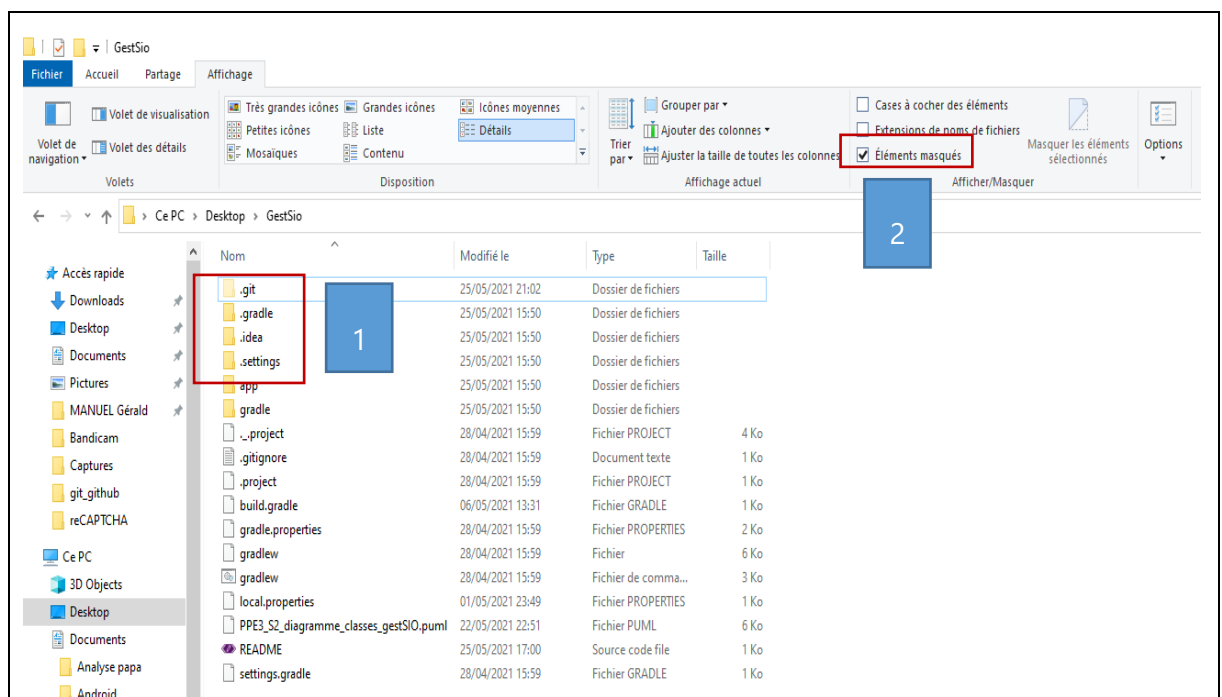 GestSio
Fichier Accueil Partage Affichage
Volet de navigation
Volet de visualisation
Volet des détails
Volets
Très grandes icônes Grandes icônes Icônes moyennes
Petites icônes Liste Détails
Mosaïques Contenu
Disposition
Trier par
Grouper par
Ajouter des colonnes
Ajuster la taille de toutes les colonnes
Affichage actuel
Cases à cocher des éléments
Extensions de noms de fichiers
Éléments masqués
Masquer les éléments sélectionnés
Afficher/Masquer
Options
Ce PC > Desktop > GestSio
2
Accès rapide
Downloads
Desktop
Documents
Pictures
MANUEL Gérald
Bandicam
Captures
git_github
reCAPTCHA
Ce PC
3D Objects
Desktop
Documents
Analyse papa
Android
Nom Modifié le Type Taille
.git 25/05/2021 21:02 Dossier de fichiers
.gradle 25/05/2021 15:50 Dossier de fichiers
.idea 25/05/2021 15:50 Dossier de fichiers
.settings 25/05/2021 15:50 Dossier de fichiers
1
app 25/05/2021 15:50 Dossier de fichiers
gradle 25/05/2021 15:50 Dossier de fichiers
._.project 28/04/2021 15:59 Fichier PROJECT 4 Ko
.gitignore 28/04/2021 15:59 Document texte 1 Ko
.project 28/04/2021 15:59 Fichier PROJECT 1 Ko
build.gradle 06/05/2021 13:31 Fichier GRADLE 1 Ko
gradle.properties 28/04/2021 15:59 Fichier PROPERTIES 2 Ko
gradlew 28/04/2021 15:59 Fichier 6 Ko
gradlew 28/04/2021 15:59 Fichier de comma... 3 Ko
local.properties 01/05/2021 23:49 Fichier PROPERTIES 1 Ko
PPE3_S2_diagramme_classes_gestSIO.puml 22/05/2021 22:51 Fichier PUML 6 Ko
README 25/05/2021 17:00 Source code file 1 Ko
settings.gradle 28/04/2021 15:59 Fichier GRADLE 1 Ko